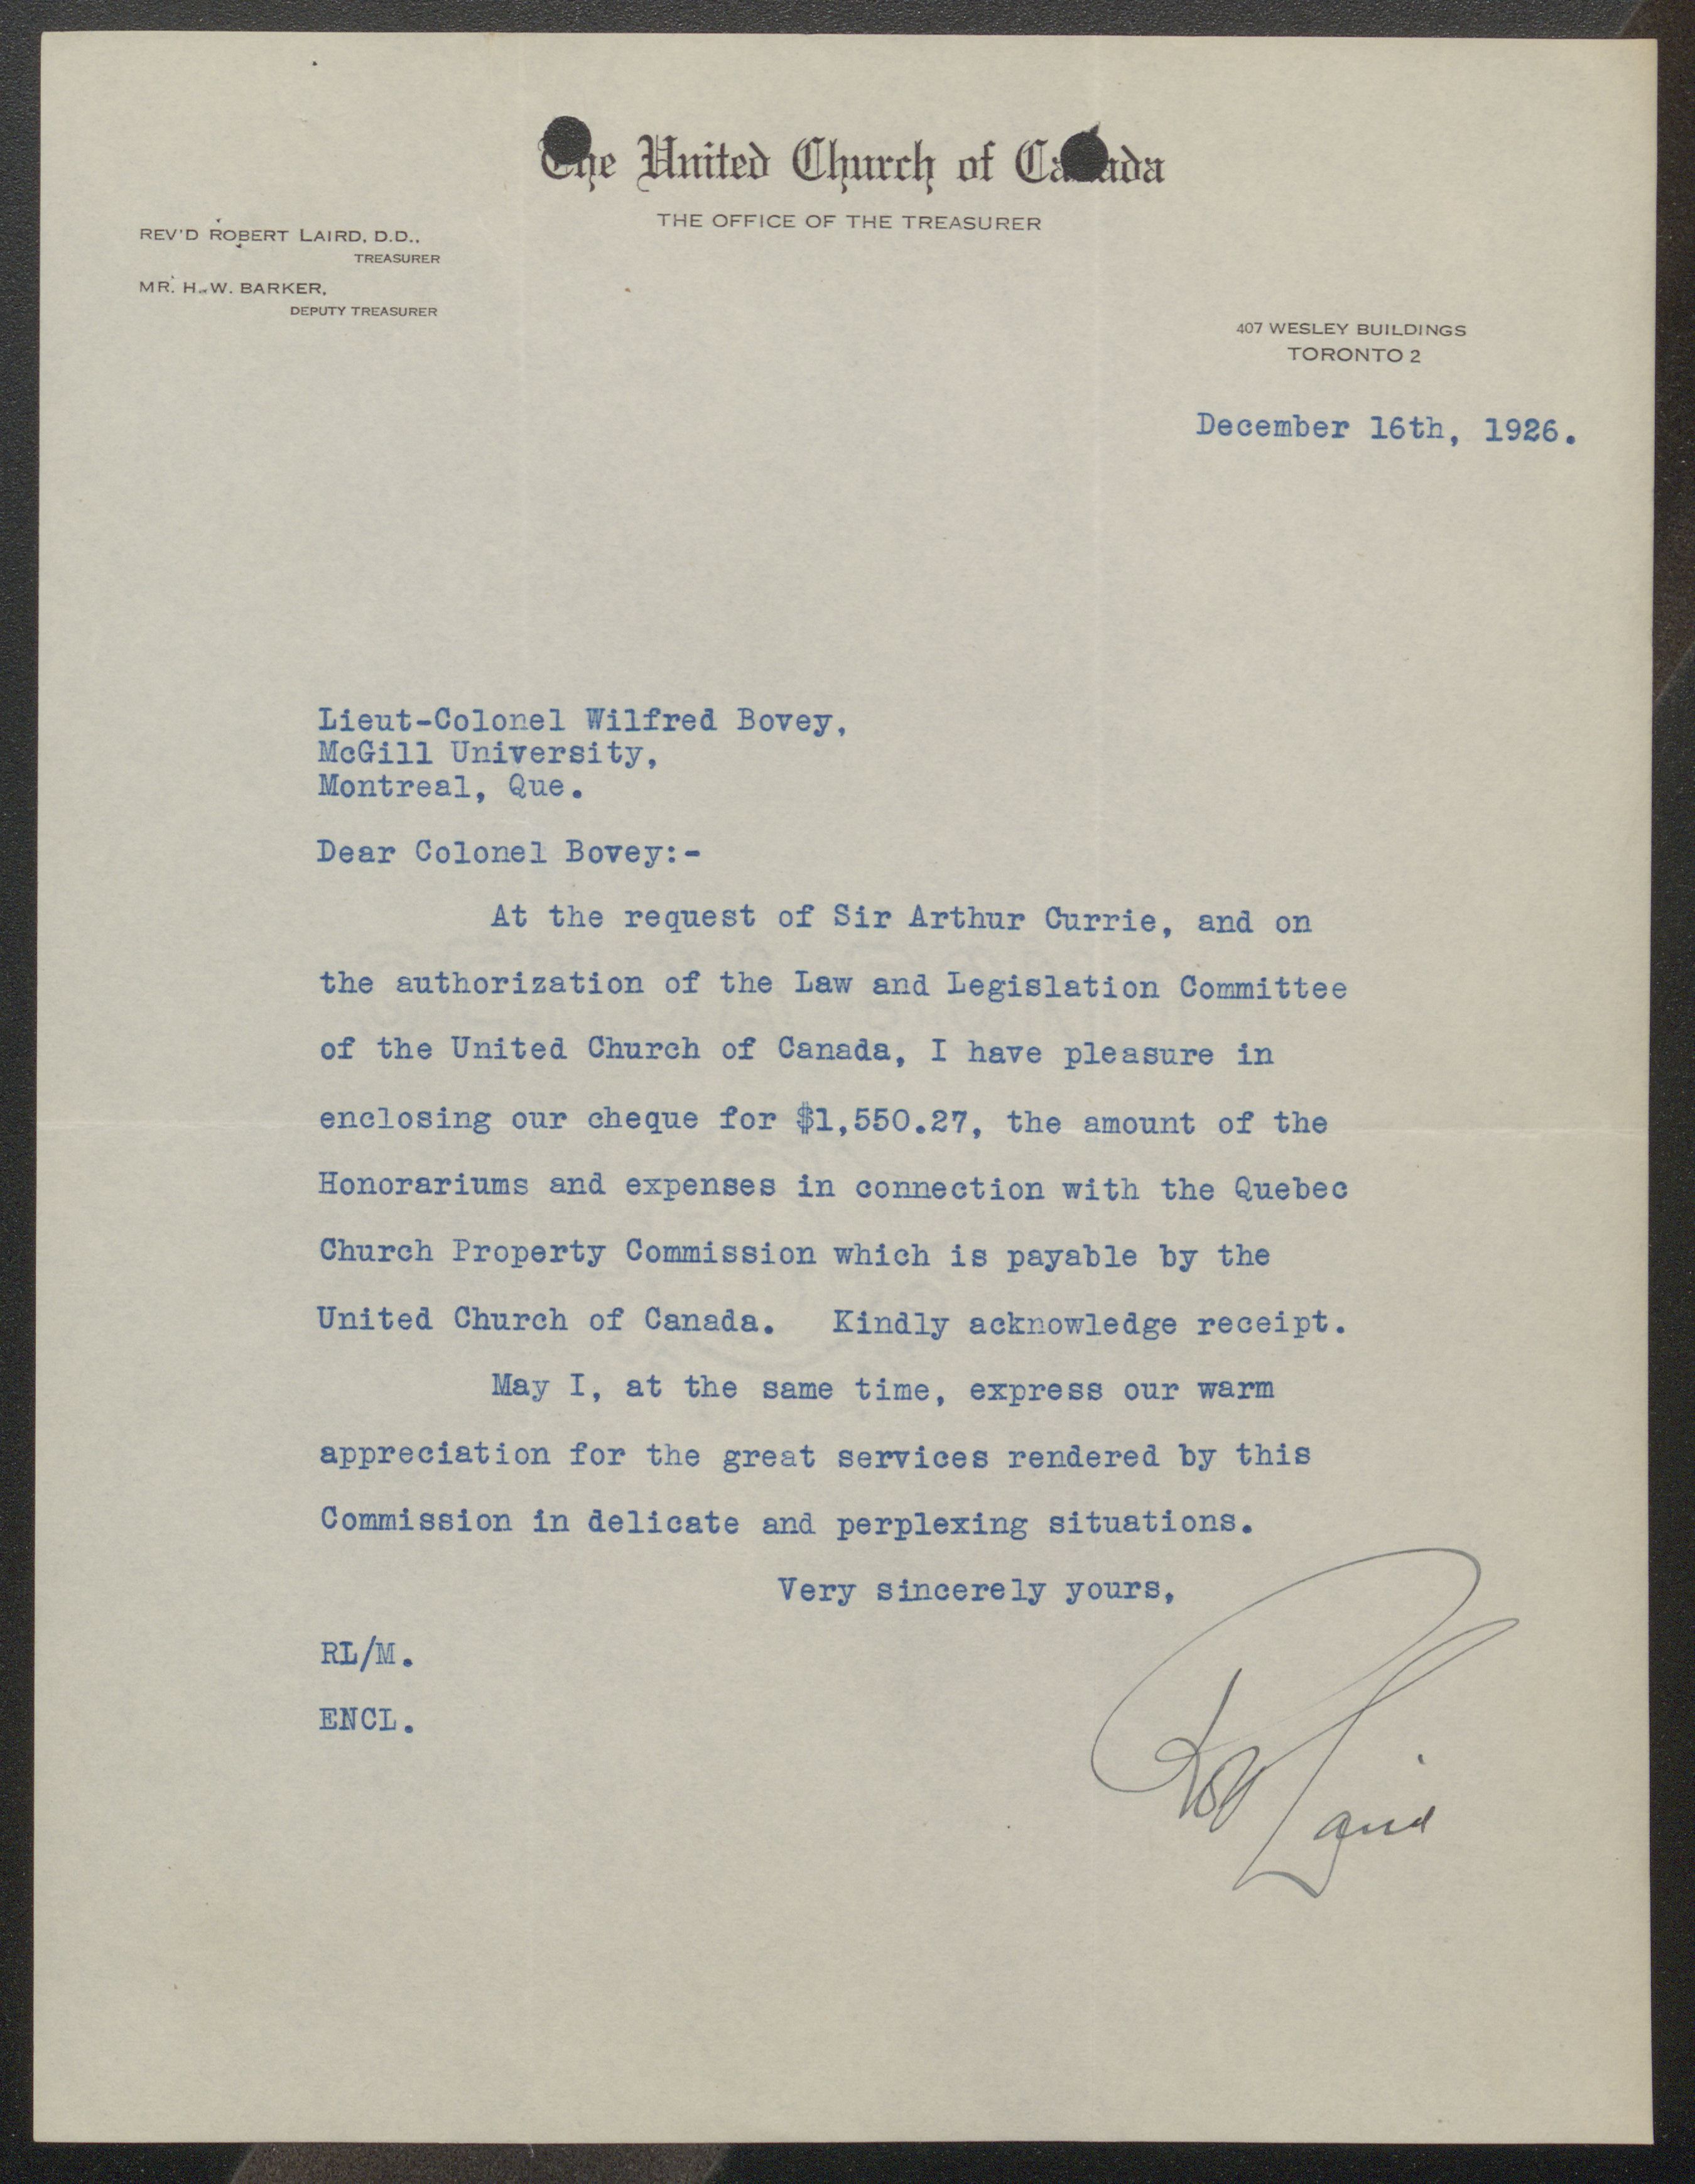 The United Church of Canada
THE OFFICE OF THE TREASURER
REV'D ROBERT LAIRD, D.D.,
TREASURER
MR. H. W. BARKER,
DEPUTY TREASURER
407 WESLEY BUILDINGS
TORONTO 2
December 16th, 1926.
Lieut-Colonel Wilfred Bovey,
McGill University,
Montreal, Que.
Dear Colonel Bovey:-
At the request of Sir Arthur Currie, and on
the authorization of the Law and Legislation Committee
of the United Church of Canada, I have pleasure in
enclosing our cheque for $1,550.27, the amount of the
Honorariums and expenses in connection with the Quebec
Church Property Commission which is payable by the
United Church of Canada. Kindly acknowledge receipt.
May I, at the same time, express our warm
appreciation for the great services rendered by this
Commission in delicate and perplexing situations.
Very sincerely yours,
RL/M.
ENCL.
Robt Laird